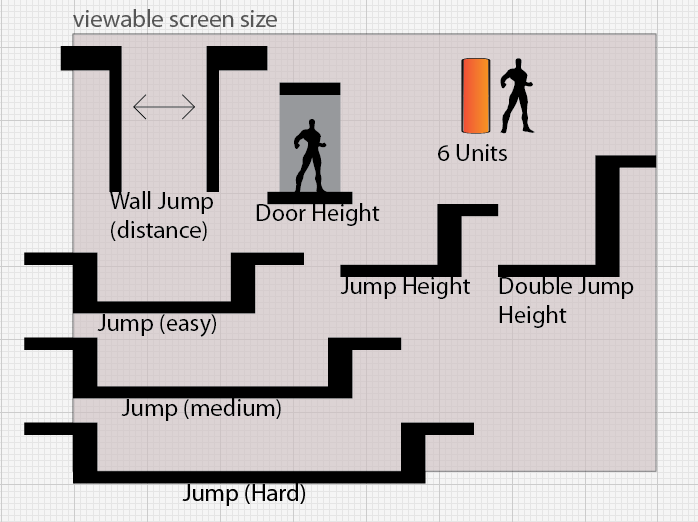 viewable screen size
6 Units
Wall Jump
(distance)
Door Height
Jump Height
Double Jump
Height
Jump (easy)
Jump (medium)
Jump (Hard)